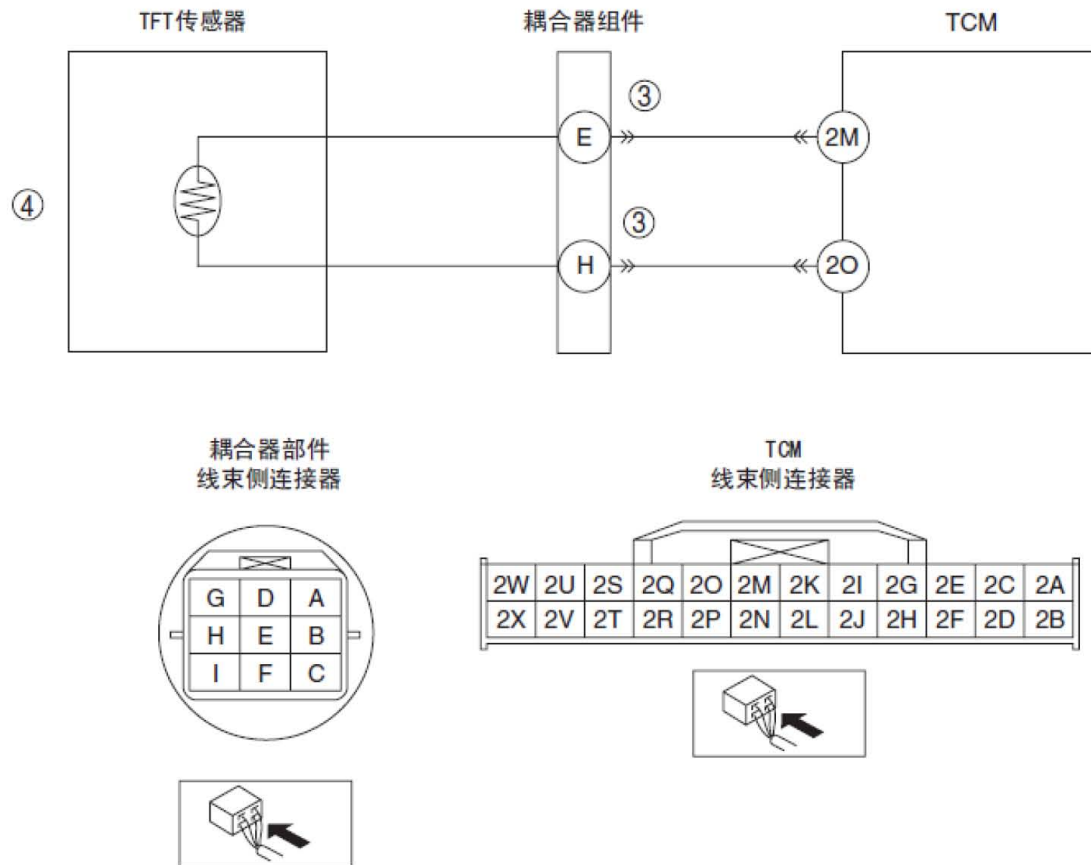 TFT传感器 耦合器组件 TCM
③
E 2M
④
③
H 2O
耦合器部件
线束侧连接器
TCM
线束侧连接器
G D A
H E B
I F C
2W 2U 2S 2Q 2O 2M 2K 2I 2G 2E 2C 2A
2X 2V 2T 2R 2P 2N 2L 2J 2H 2F 2D 2B